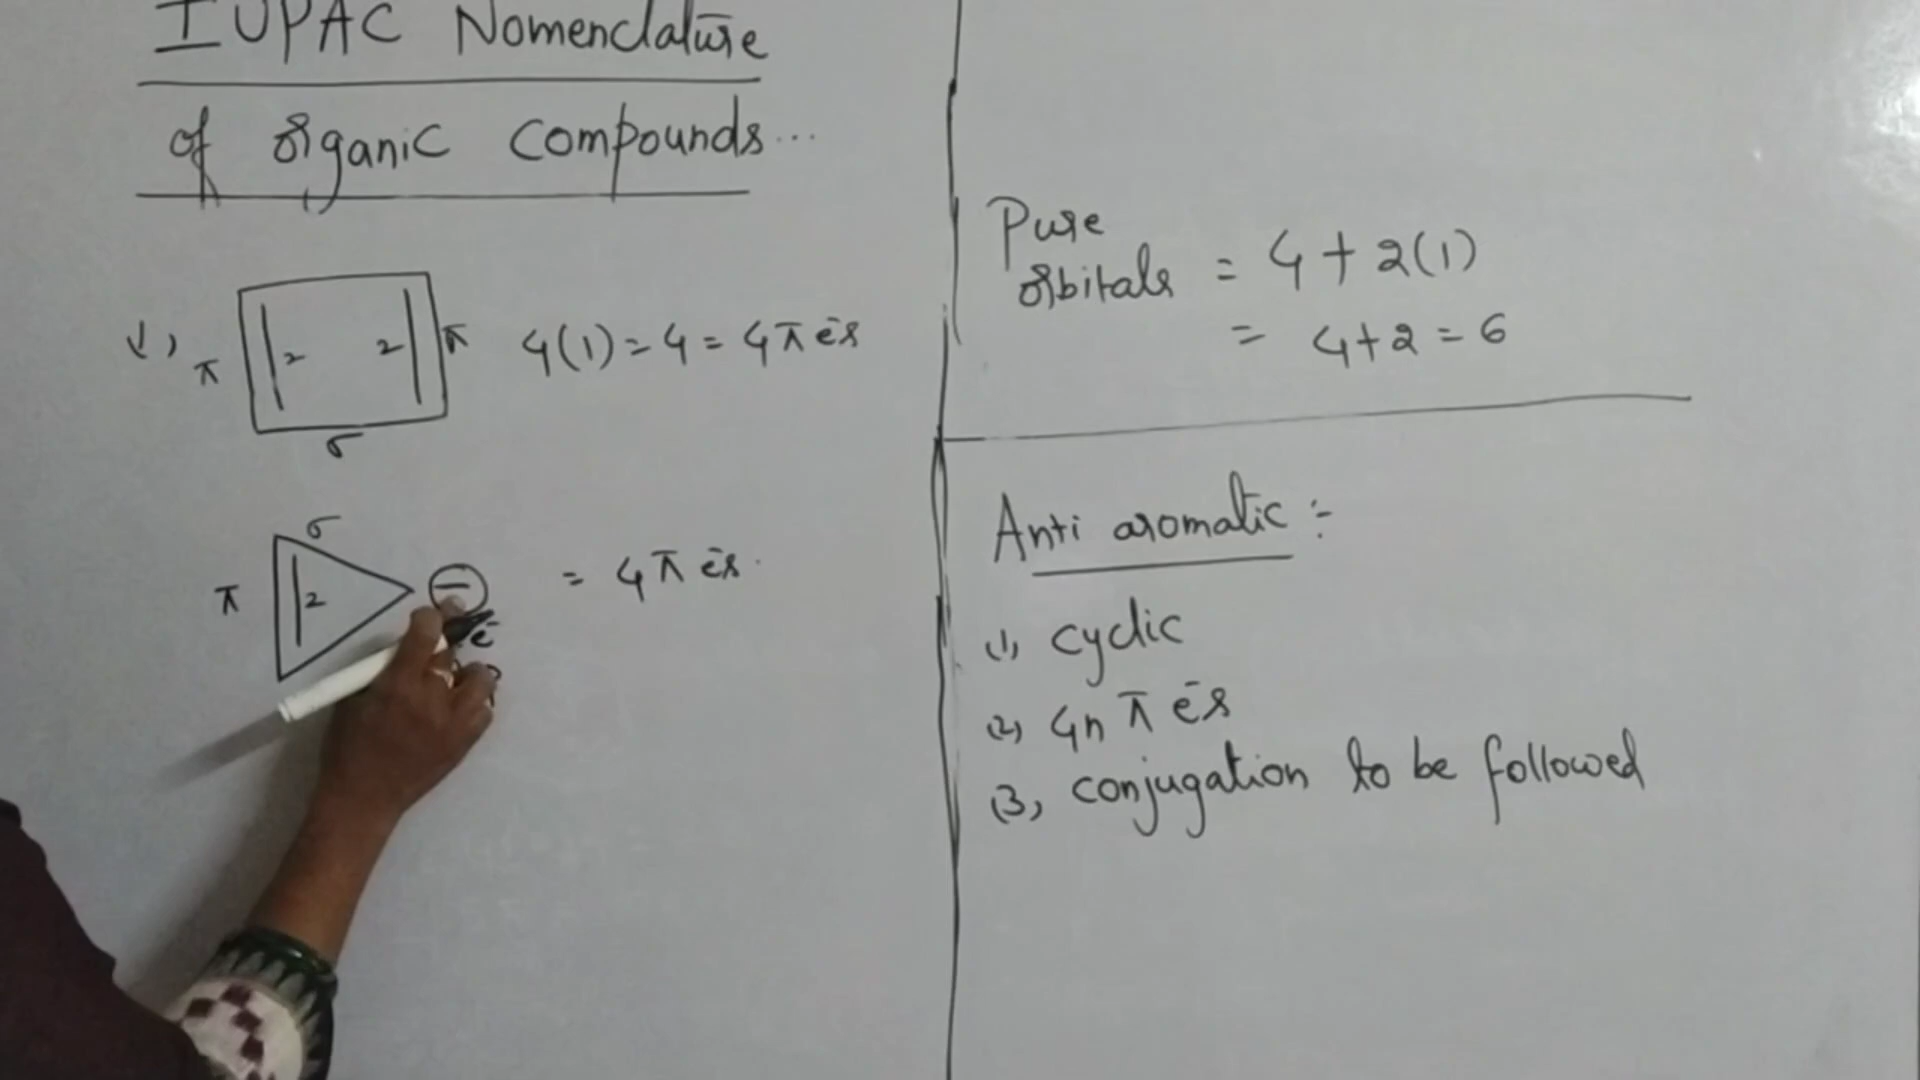 IUPAC Nomenclature
of organic compounds...
(1) π 2 2 π 4(1) = 4 = 4π e̅s
σ
σ
π 2 ⊖ = 4π e̅s.
e̅
Pure
orbitals = 4 + 2(1)
= 4+2 = 6
Anti aromatic :-
(1) cyclic
(2) 4n π e̅s
(3) conjugation to be followed